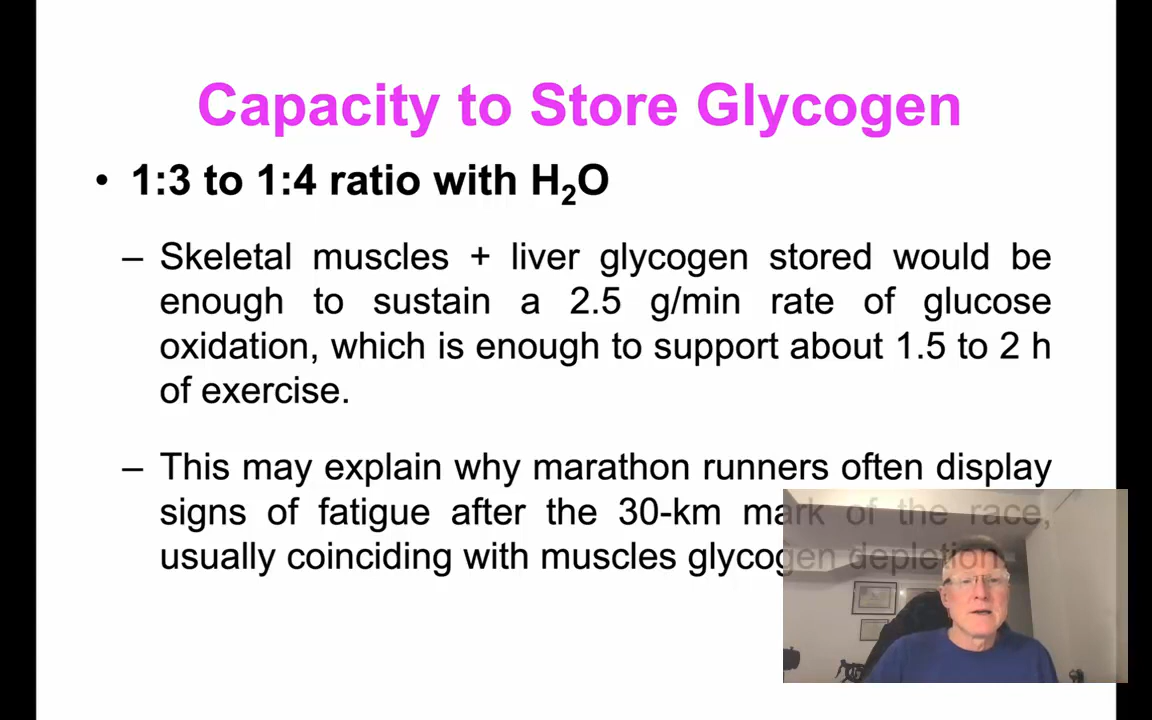 Capacity to Store Glycogen
• 1:3 to 1:4 ratio with H₂O
– Skeletal muscles + liver glycogen stored would be
enough to sustain a 2.5 g/min rate of glucose
oxidation, which is enough to support about 1.5 to 2 h
of exercise.
– This may explain why marathon runners often display
signs of fatigue after the 30-km mark of the race,
usually coinciding with muscles glycogen depletion.